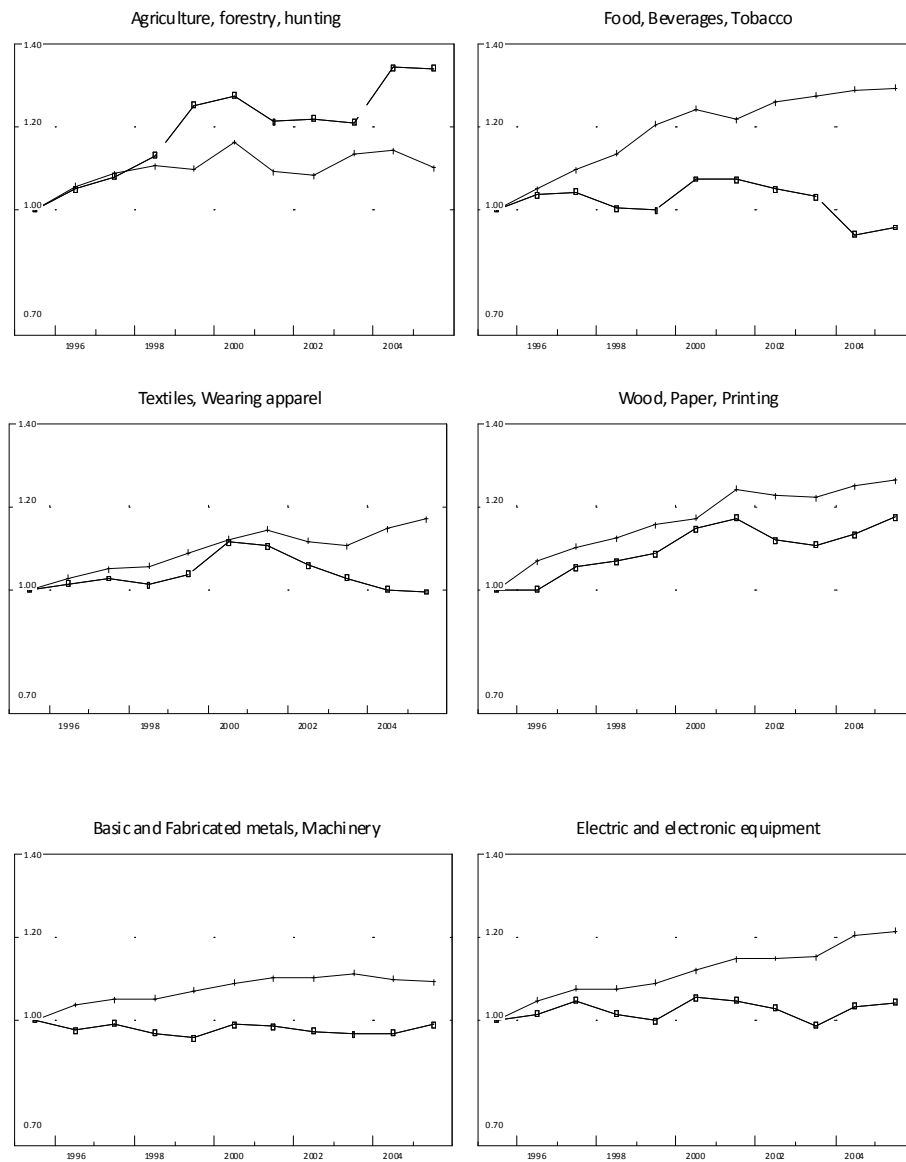 Agriculture, forestry, hunting
1.40
1.20
1.00
0.70
1996 1998 2000 2002 2004
Food, Beverages, Tobacco
1.40
1.20
1.00
0.70
1996 1998 2000 2002 2004
Textiles, Wearing apparel
1.40
1.20
1.00
0.70
1996 1998 2000 2002 2004
Wood, Paper, Printing
1.40
1.20
1.00
0.70
1996 1998 2000 2002 2004
Basic and Fabricated metals, Machinery
1.40
1.20
1.00
0.70
1996 1998 2000 2002 2004
Electric and electronic equipment
1.40
1.20
1.00
0.70
1996 1998 2000 2002 2004